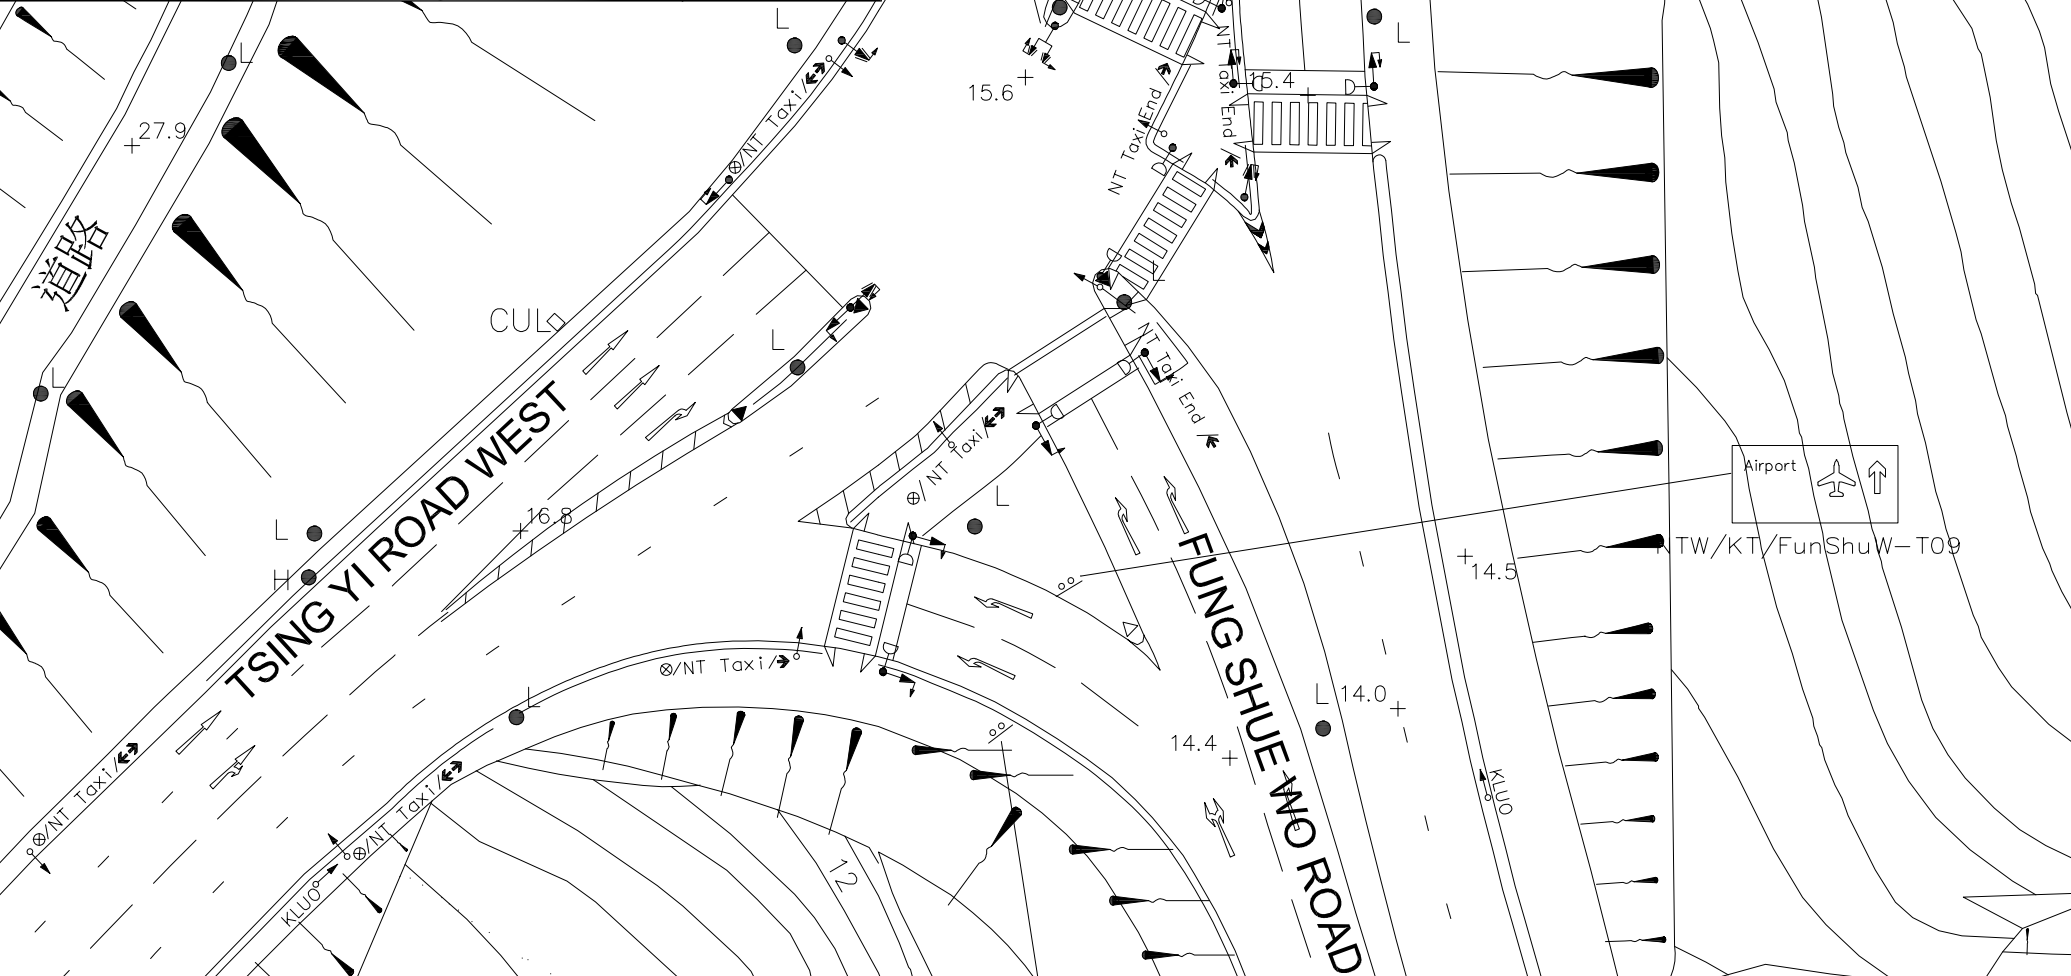 L
L
L
15.6
15.4
27.9
⊗/NT Taxi/
NT Taxi End /
NT Taxi End /
道路
L
CUL
L
L
NT Taxi End /
TSING YI ROAD WEST
⊗/NT Taxi/
Airport
L
L
16.8
NTW/KT/FunShuW-T09
14.5
H
FUNG SHUE WO ROAD
⊗/NT Taxi/
L
L
14.0
14.4
⊗/NT Taxi/
⊗/NT Taxi/
KLUO
12
KLUO